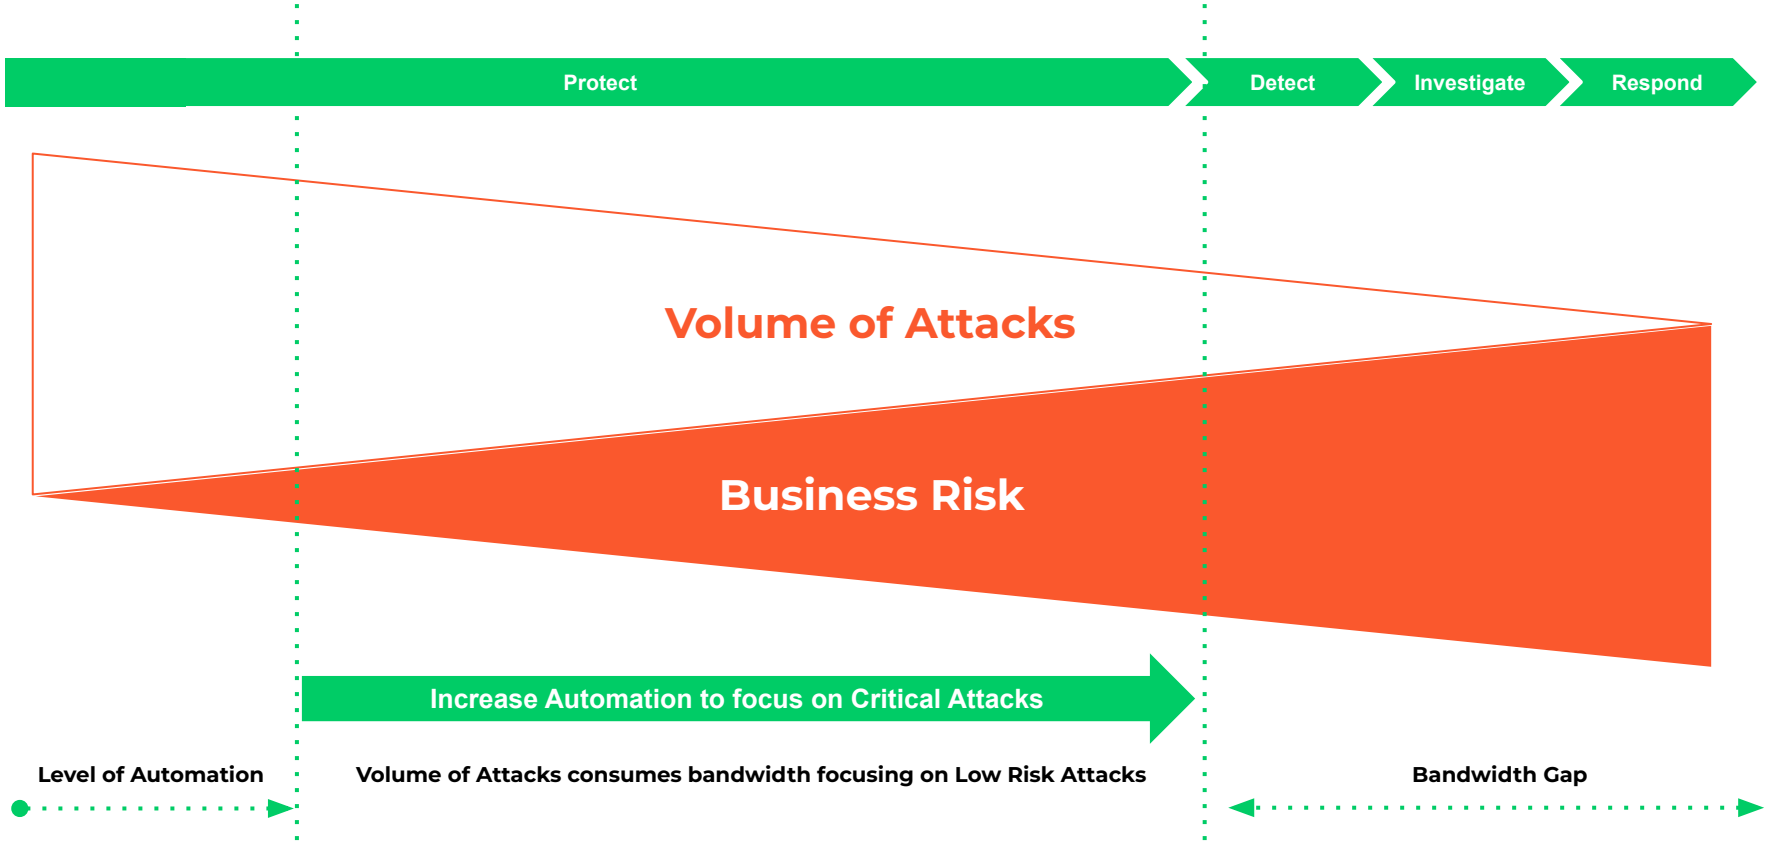 Protect
Detect
Investigate
Respond
Volume of Attacks
Business Risk
Increase Automation to focus on Critical Attacks
Level of Automation
Volume of Attacks consumes bandwidth focusing on Low Risk Attacks
Bandwidth Gap